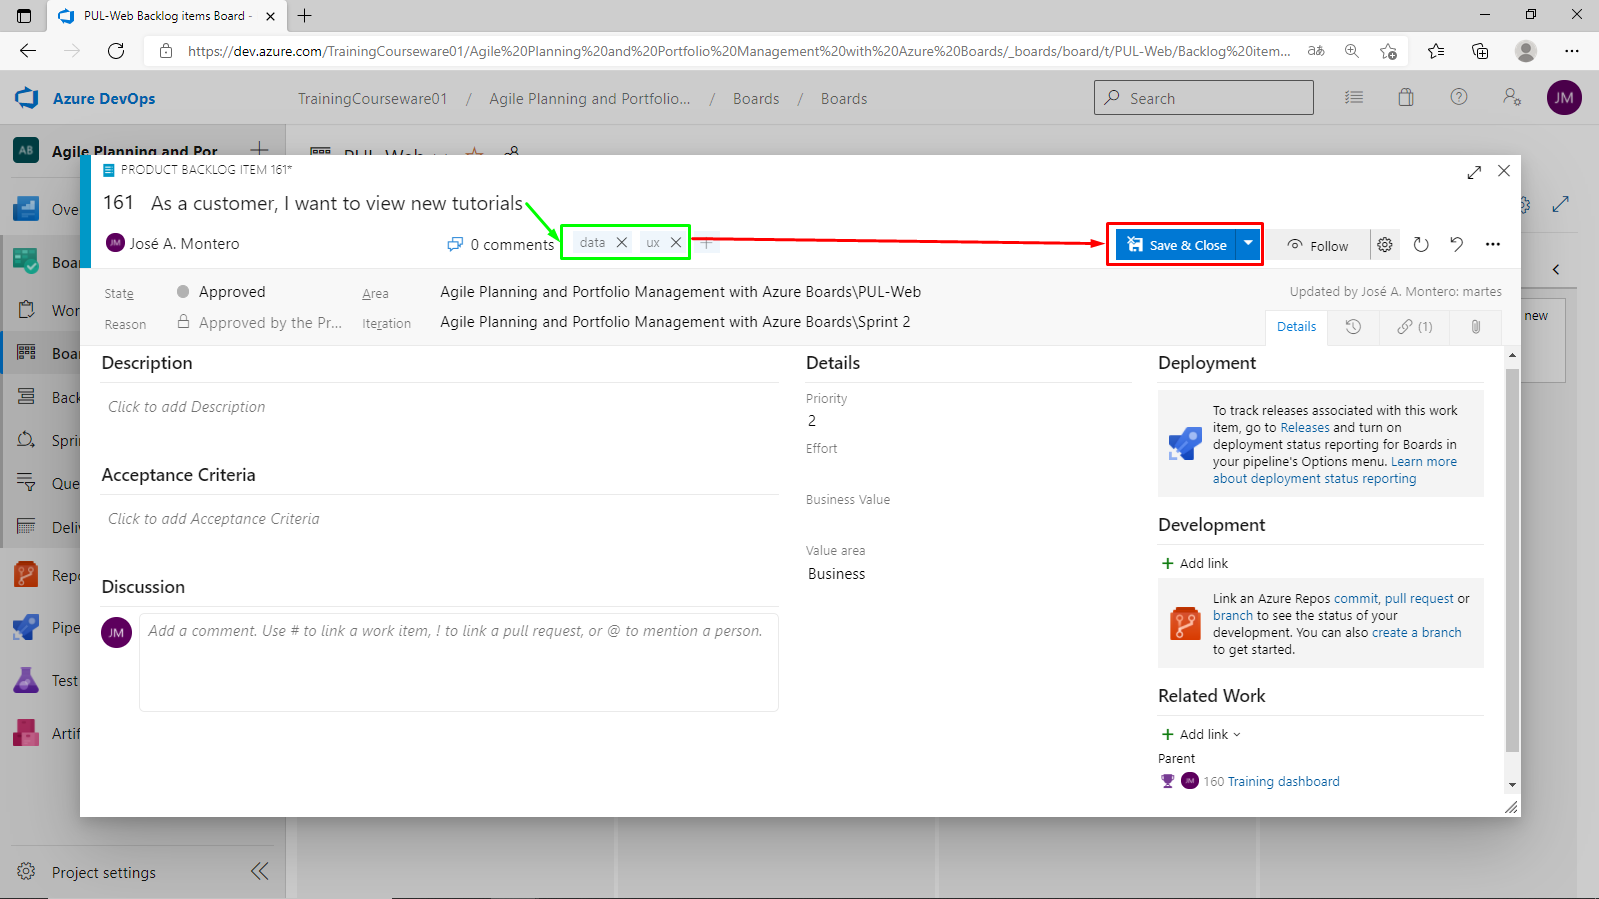 PUL-Web Backlog items Board -
https://dev.azure.com/TrainingCourseware01/Agile%20Planning%20and%20Portfolio%20Management%20with%20Azure%20Boards/_boards/board/t/PUL-Web/Backlog%20item...
aあ
Azure DevOps
TrainingCourseware01 / Agile Planning and Portfolio... / Boards / Boards
Search
JM
AB Agile Planning and Por
PUL-Web
Ove
Boar
Wor
Boar
Back
Sprin
Que
Deliv
Repo
Pipe
Test
Artif
Project settings
new
PRODUCT BACKLOG ITEM 161*
161 As a customer, I want to view new tutorials
JM José A. Montero
0 comments
data
ux
Save & Close
Follow
State Approved
Area Agile Planning and Portfolio Management with Azure Boards\PUL-Web
Updated by José A. Montero: martes
Reason Approved by the Pr...
Iteration Agile Planning and Portfolio Management with Azure Boards\Sprint 2
Details
(1)
Description
Click to add Description
Acceptance Criteria
Click to add Acceptance Criteria
Discussion
JM
Add a comment. Use # to link a work item, ! to link a pull request, or @ to mention a person.
Details
Priority
2
Effort
Business Value
Value area
Business
Deployment
To track releases associated with this work
item, go to Releases and turn on
deployment status reporting for Boards in
your pipeline's Options menu. Learn more
about deployment status reporting
Development
Add link
Link an Azure Repos commit, pull request or
branch to see the status of your
development. You can also create a branch
to get started.
Related Work
Add link
Parent
JM 160 Training dashboard